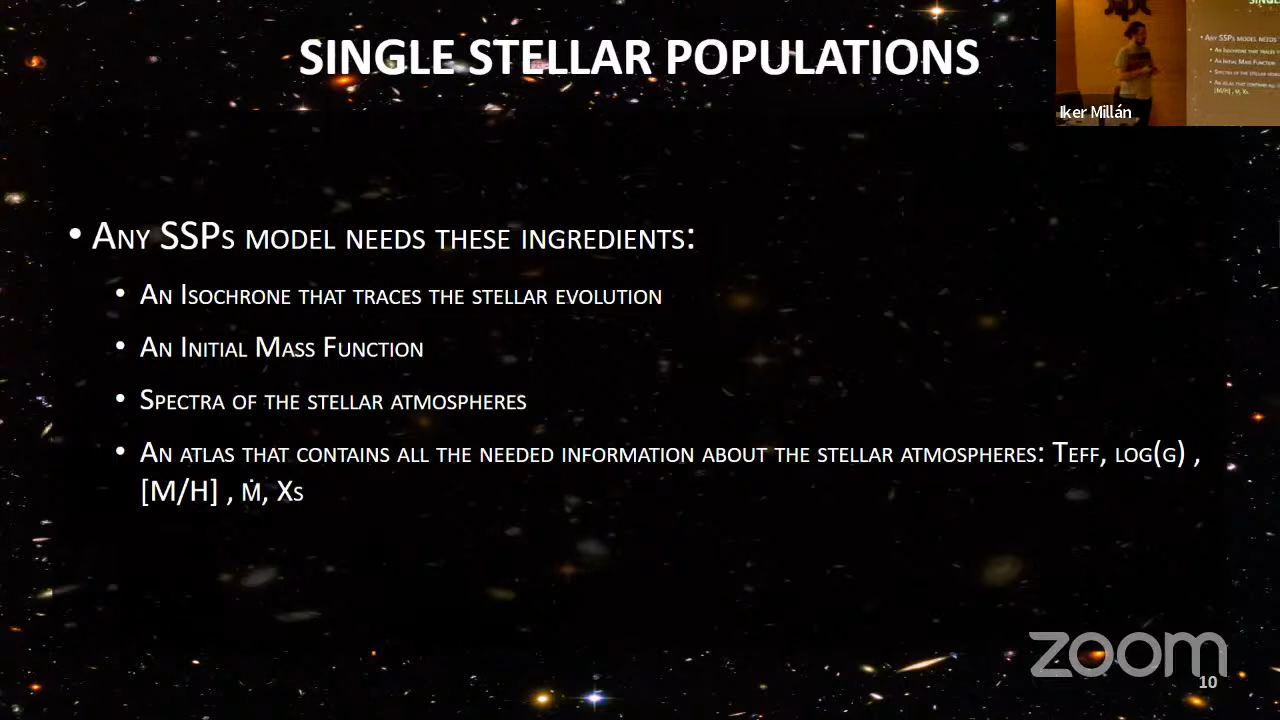 SINGLE STELLAR POPULATIONS
Iker Millán
• ANY SSPS MODEL NEEDS THESE INGREDIENTS:
• AN ISOCHRONE THAT TRACES THE STELLAR EVOLUTION
• AN INITIAL MASS FUNCTION
• SPECTRA OF THE STELLAR ATMOSPHERES
• AN ATLAS THAT CONTAINS ALL THE NEEDED INFORMATION ABOUT THE STELLAR ATMOSPHERES: TEFF, LOG(G) ,
[M/H] , Ṁ, XS
zoom
10